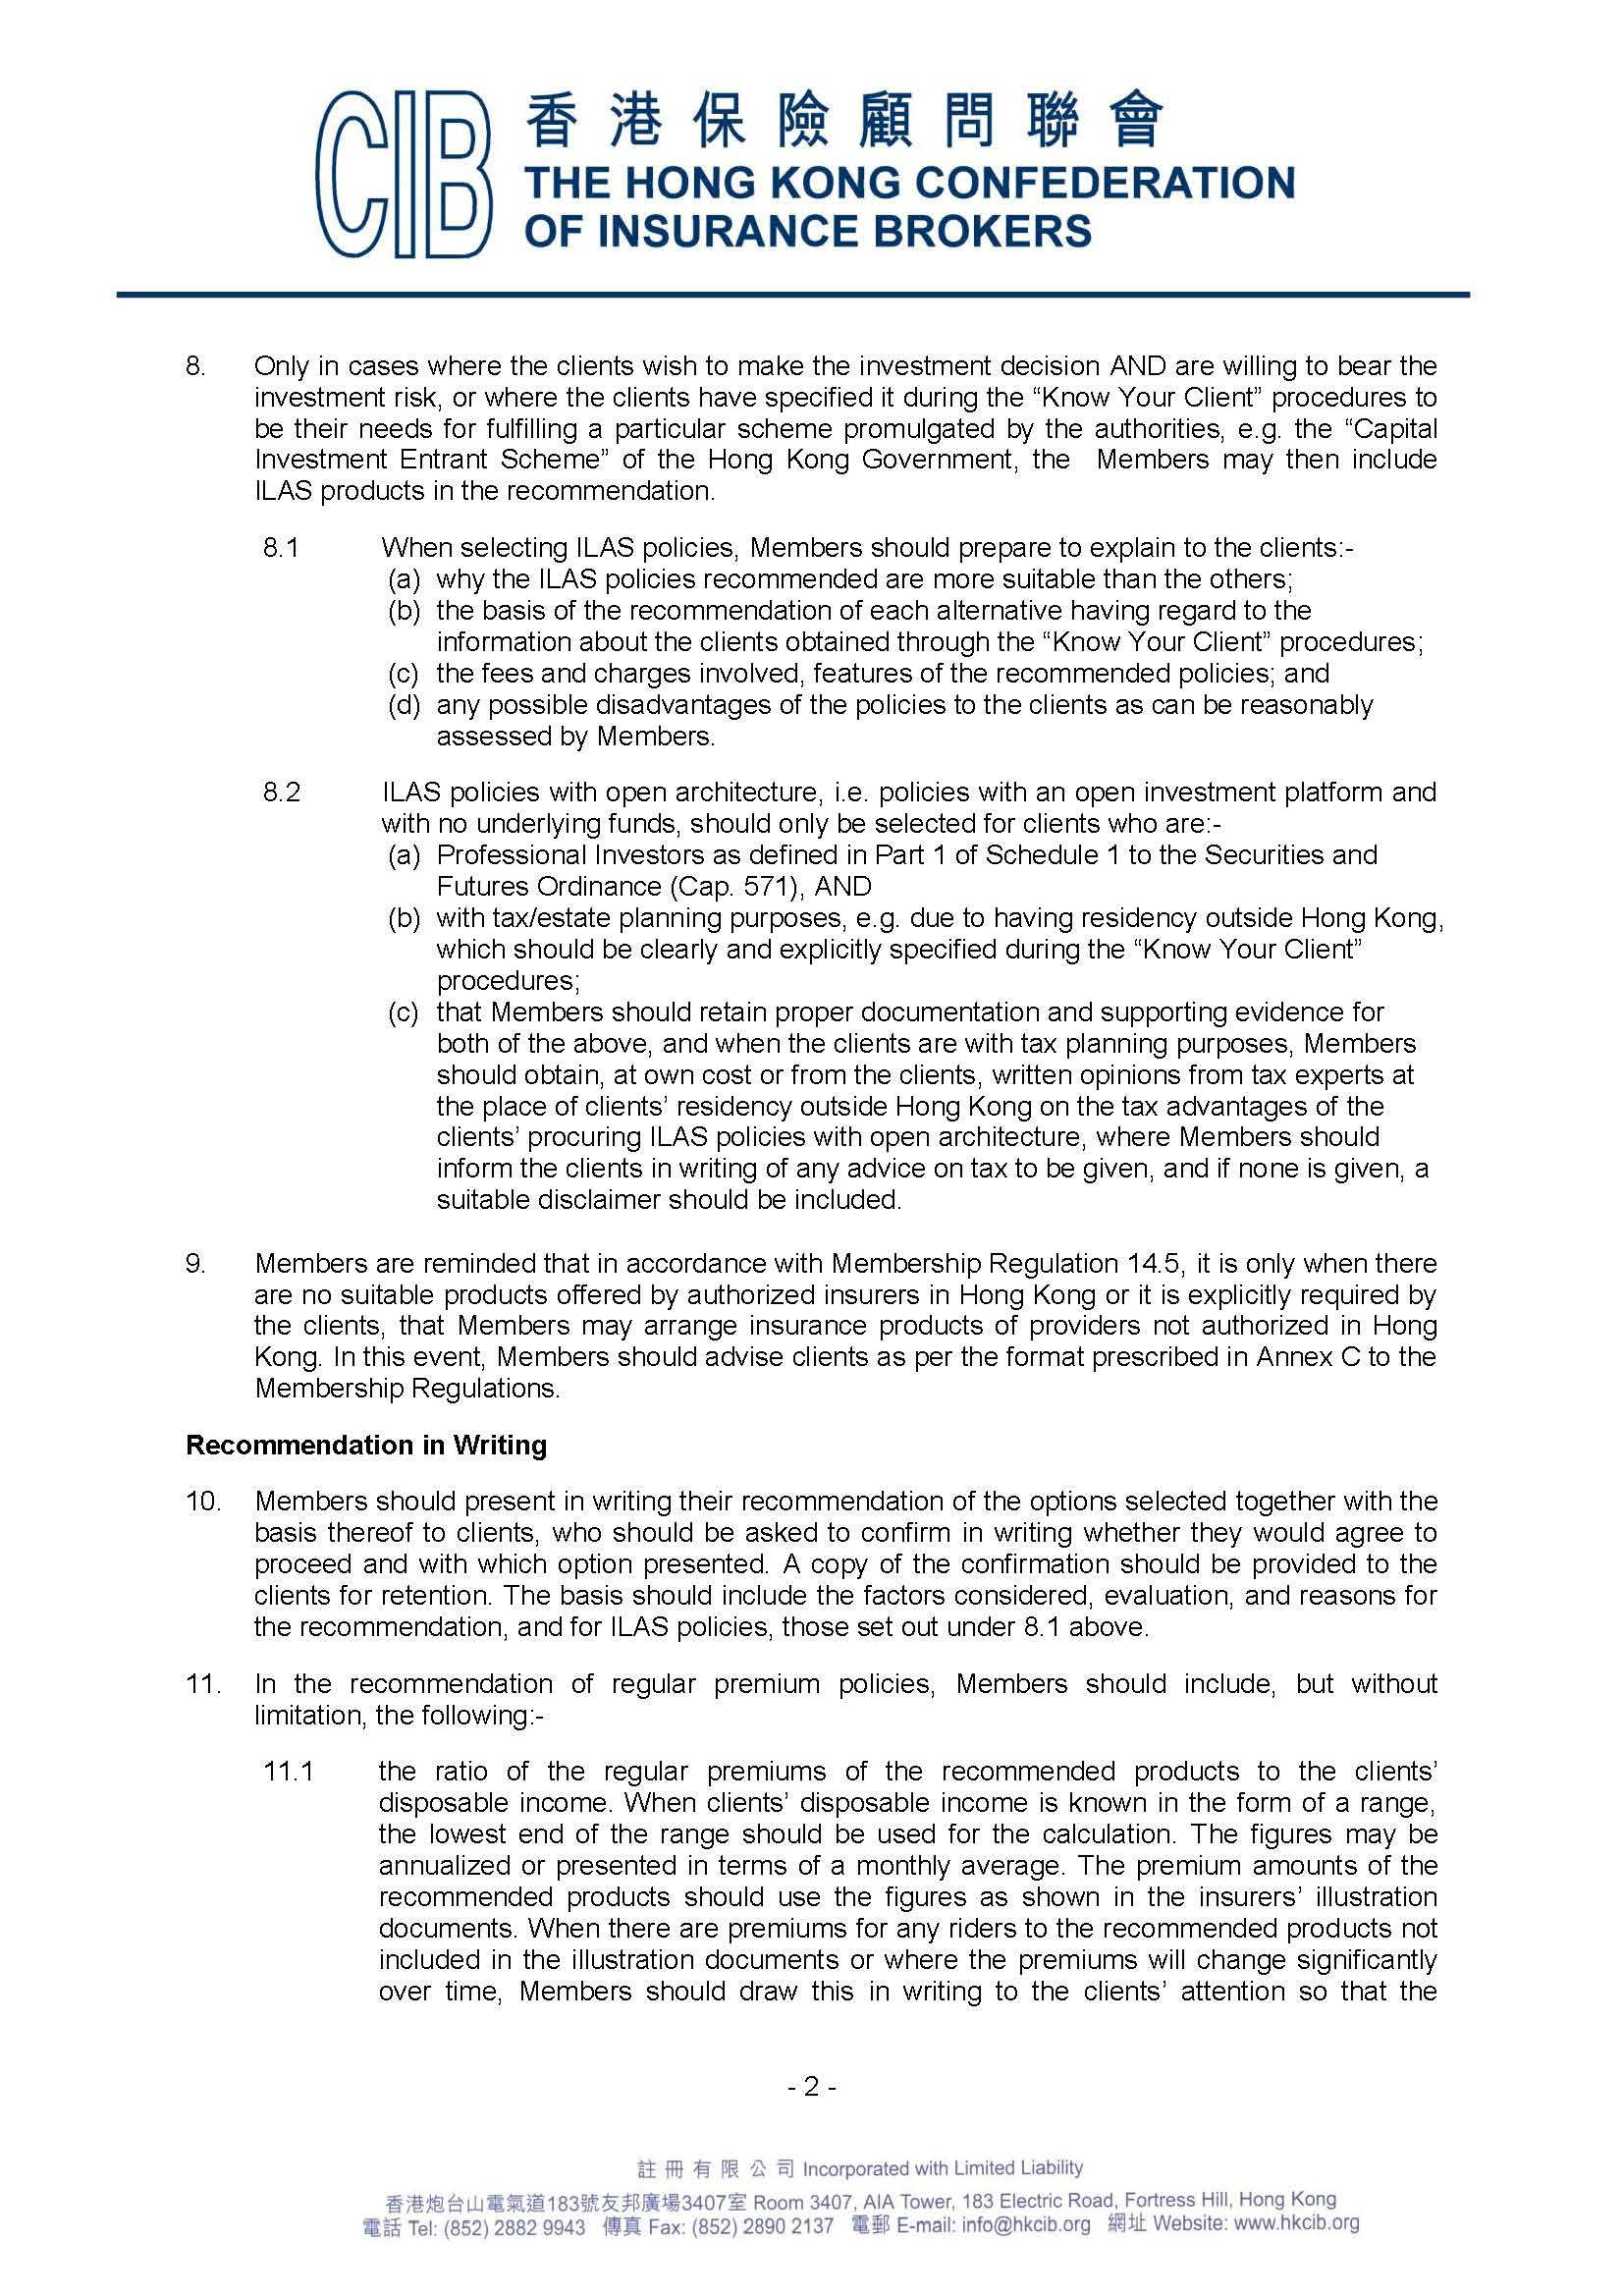 CIB 香港保險顧問聯會
THE HONG KONG CONFEDERATION
OF INSURANCE BROKERS
8. Only in cases where the clients wish to make the investment decision AND are willing to bear the
investment risk, or where the clients have specified it during the “Know Your Client” procedures to
be their needs for fulfilling a particular scheme promulgated by the authorities, e.g. the “Capital
Investment Entrant Scheme” of the Hong Kong Government, the Members may then include
ILAS products in the recommendation.
8.1 When selecting ILAS policies, Members should prepare to explain to the clients:-
(a) why the ILAS policies recommended are more suitable than the others;
(b) the basis of the recommendation of each alternative having regard to the
information about the clients obtained through the “Know Your Client” procedures;
(c) the fees and charges involved, features of the recommended policies; and
(d) any possible disadvantages of the policies to the clients as can be reasonably
assessed by Members.
8.2 ILAS policies with open architecture, i.e. policies with an open investment platform and
with no underlying funds, should only be selected for clients who are:-
(a) Professional Investors as defined in Part 1 of Schedule 1 to the Securities and
Futures Ordinance (Cap. 571), AND
(b) with tax/estate planning purposes, e.g. due to having residency outside Hong Kong,
which should be clearly and explicitly specified during the “Know Your Client”
procedures;
(c) that Members should retain proper documentation and supporting evidence for
both of the above, and when the clients are with tax planning purposes, Members
should obtain, at own cost or from the clients, written opinions from tax experts at
the place of clients’ residency outside Hong Kong on the tax advantages of the
clients’ procuring ILAS policies with open architecture, where Members should
inform the clients in writing of any advice on tax to be given, and if none is given, a
suitable disclaimer should be included.
9. Members are reminded that in accordance with Membership Regulation 14.5, it is only when there
are no suitable products offered by authorized insurers in Hong Kong or it is explicitly required by
the clients, that Members may arrange insurance products of providers not authorized in Hong
Kong. In this event, Members should advise clients as per the format prescribed in Annex C to the
Membership Regulations.
Recommendation in Writing
10. Members should present in writing their recommendation of the options selected together with the
basis thereof to clients, who should be asked to confirm in writing whether they would agree to
proceed and with which option presented. A copy of the confirmation should be provided to the
clients for retention. The basis should include the factors considered, evaluation, and reasons for
the recommendation, and for ILAS policies, those set out under 8.1 above.
11. In the recommendation of regular premium policies, Members should include, but without
limitation, the following:-
11.1 the ratio of the regular premiums of the recommended products to the clients’
disposable income. When clients’ disposable income is known in the form of a range,
the lowest end of the range should be used for the calculation. The figures may be
annualized or presented in terms of a monthly average. The premium amounts of the
recommended products should use the figures as shown in the insurers’ illustration
documents. When there are premiums for any riders to the recommended products not
included in the illustration documents or where the premiums will change significantly
over time, Members should draw this in writing to the clients’ attention so that the
- 2 -
註冊有限公司 Incorporated with Limited Liability
香港炮台山電氣道183號友邦廣場3407室 Room 3407, AIA Tower, 183 Electric Road, Fortress Hill, Hong Kong
電話 Tel: (852) 2882 9943 傳真 Fax: (852) 2890 2137 電郵 E-mail: info@hkcib.org 網址 Website: www.hkcib.org